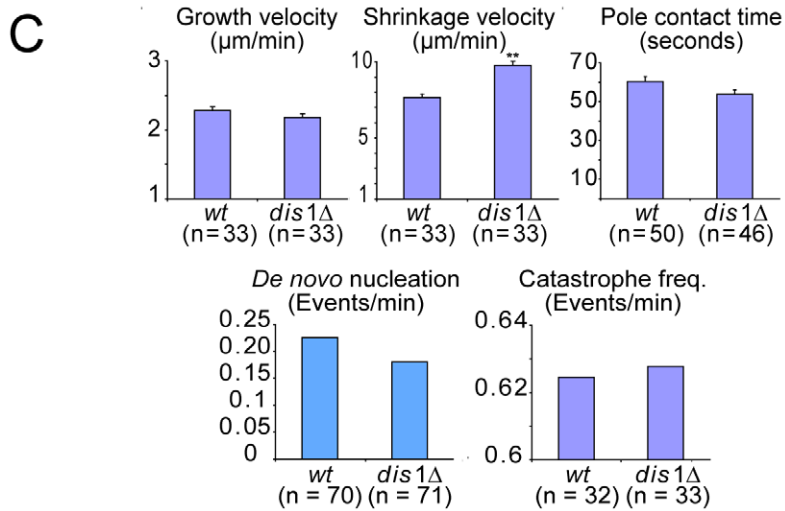 C
Growth velocity
(μm/min)
3
2
1
wt
dis1Δ
(n=33)
(n=33)
Shrinkage velocity
(μm/min)
10
5
1
**
wt
dis1Δ
(n=33)
(n=33)
Pole contact time
(seconds)
70
50
30
10
wt
dis1Δ
(n=50)
(n=46)
De novo nucleation
(Events/min)
0.25
0.20
0.15
0.1
0.05
0
wt
dis1Δ
(n = 70)
(n = 71)
Catastrophe freq.
(Events/min)
0.64
0.62
0.6
wt
dis1Δ
(n = 32)
(n = 33)